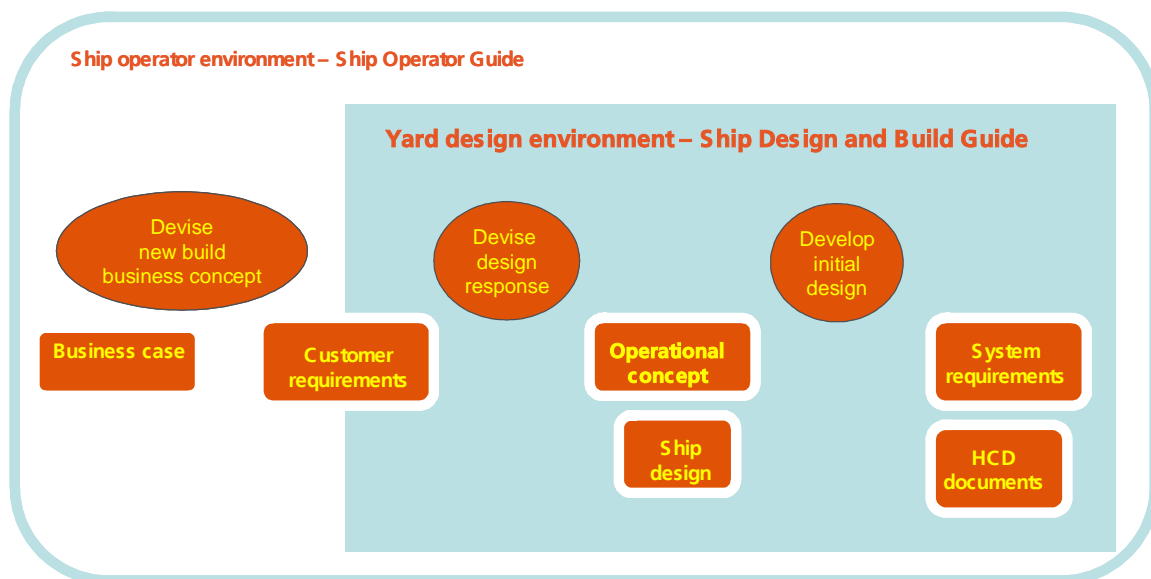 Ship operator environment – Ship Operator Guide
Yard design environment – Ship Design and Build Guide
Devise
new build
business concept
Devise
design
response
Develop
initial
design
Business case
Customer
requirements
Operational
concept
System
requirements
Ship
design
HCD
documents